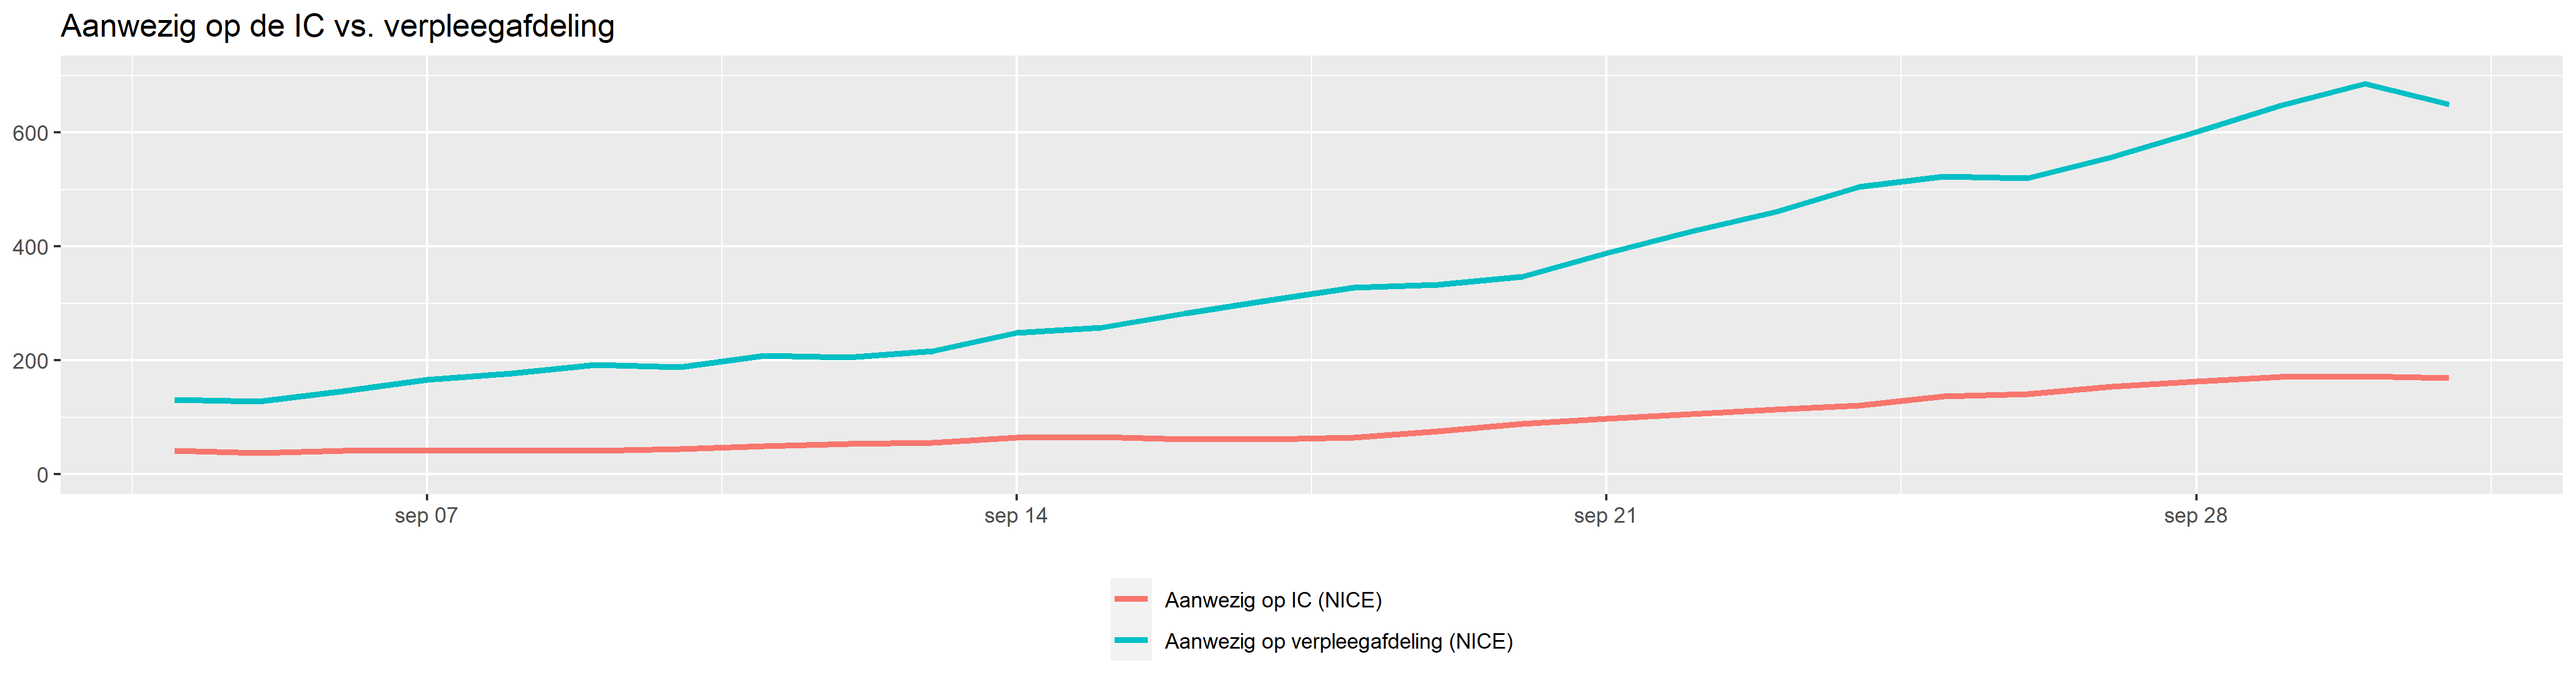 Aanwezig op de IC vs. verpleegafdeling
600
400
200
0
sep 07 sep 14 sep 21 sep 28
Aanwezig op IC (NICE)
Aanwezig op verpleegafdeling (NICE)